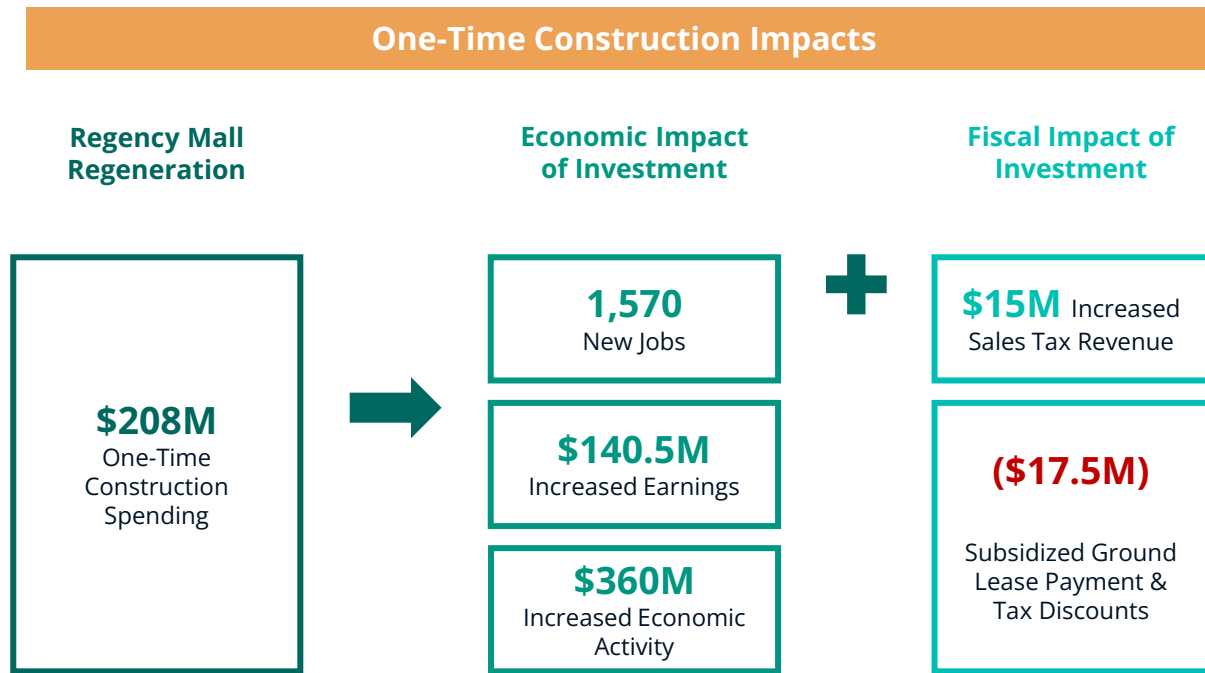 One-Time Construction Impacts
Regency Mall
Regeneration
$208M
One-Time
Construction
Spending
Economic Impact
of Investment
1,570
New Jobs
$140.5M
Increased Earnings
$360M
Increased Economic
Activity
Fiscal Impact of
Investment
$15M Increased
Sales Tax Revenue
($17.5M)
Subsidized Ground
Lease Payment &
Tax Discounts